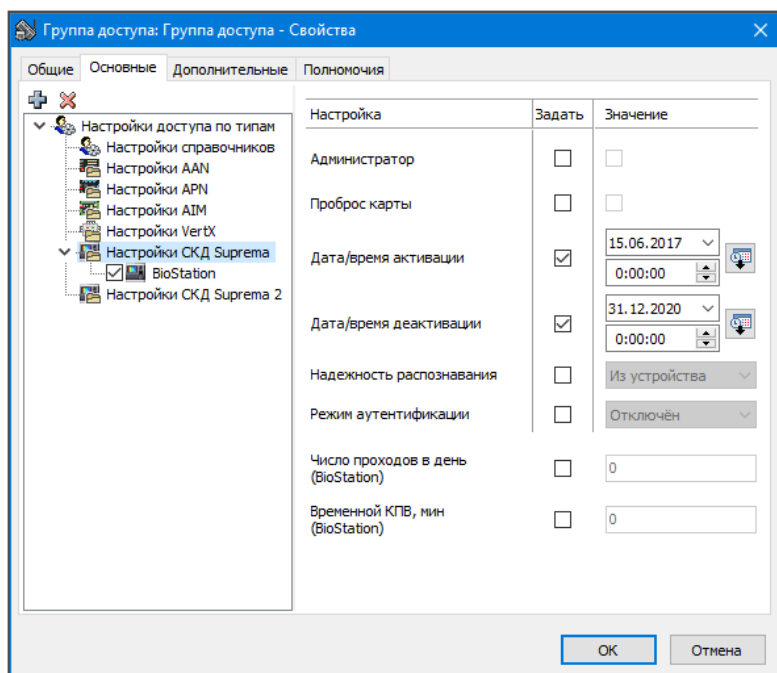 Группа доступа: Группа доступа - Свойства
Общие Основные Дополнительные Полномочия
Настройки доступа по типам
Настройки справочников
Настройки AAN
Настройки APN
Настройки AIM
Настройки VertX
Настройки СКД Suprema
BioStation
Настройки СКД Suprema 2
Настройка Задать Значение
Администратор
Проброс карты
Дата/время активации
15.06.2017
0:00:00
Дата/время деактивации
31.12.2020
0:00:00
Надежность распознавания Из устройства
Режим аутентификации Отключён
Число проходов в день
(BioStation)
0
Временной КПВ, мин
(BioStation)
0
ОК Отмена